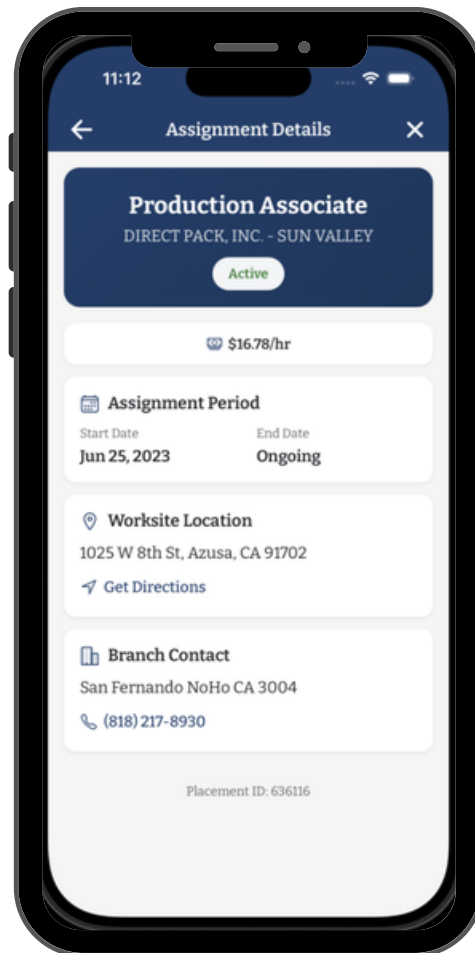 11:12
Assignment Details
Production Associate
DIRECT PACK, INC. - SUN VALLEY
Active
$16.78/hr
Assignment Period
Start Date End Date
Jun 25, 2023 Ongoing
Worksite Location
1025 W 8th St, Azusa, CA 91702
Get Directions
Branch Contact
San Fernando NoHo CA 3004
(818) 217-8930
Placement ID: 636116